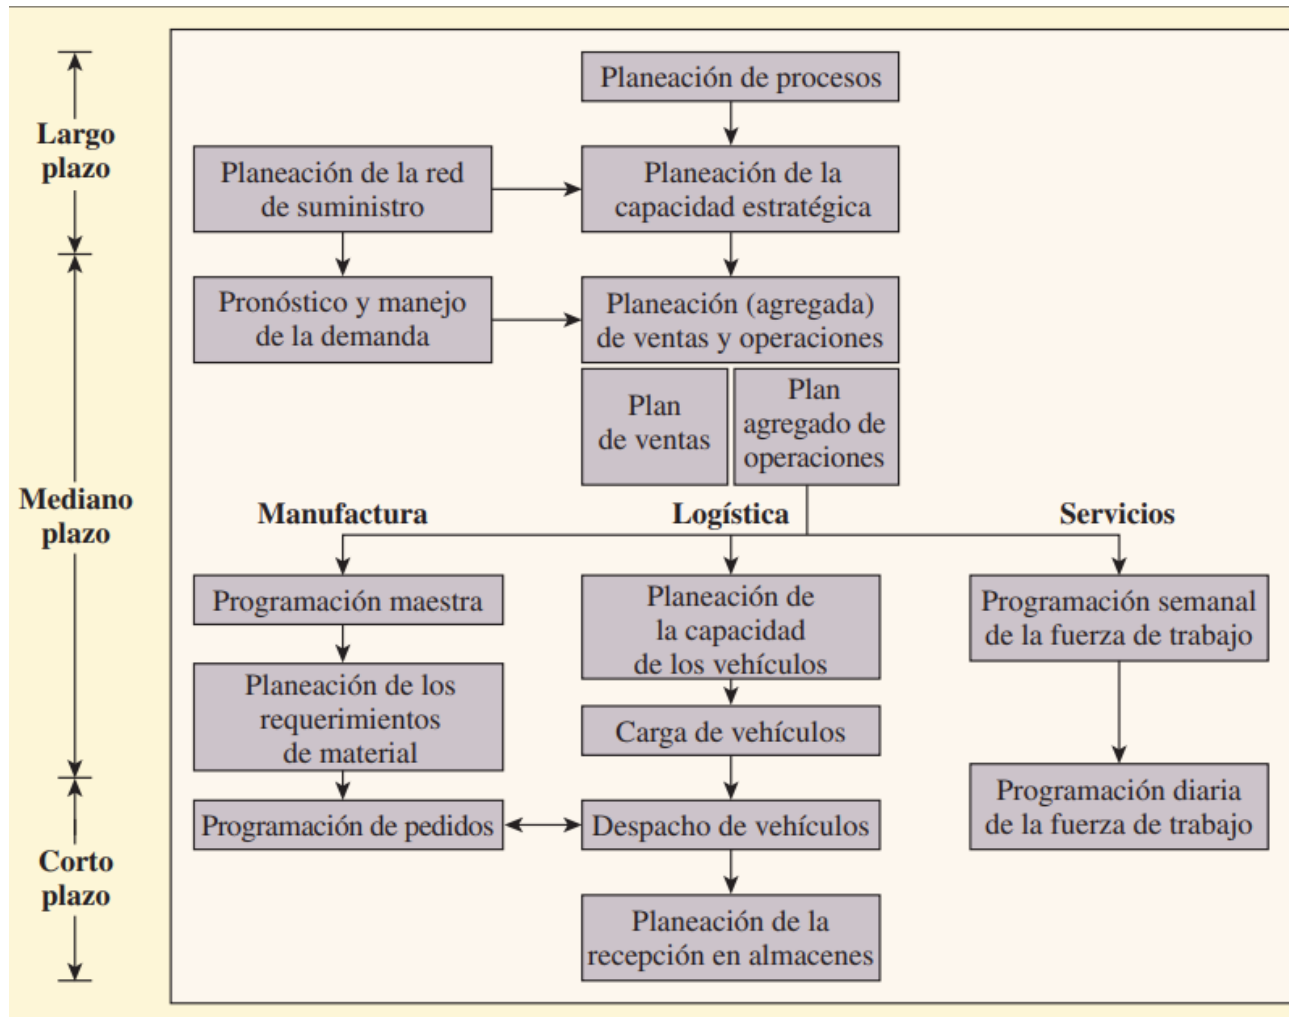 Planeación de procesos
Largo
plazo
Planeación de la red
de suministro
Planeación de la
capacidad estratégica
Pronóstico y manejo
de la demanda
Planeación (agregada)
de ventas y operaciones
Plan
de ventas
Plan
agregado de
operaciones
Mediano
plazo
Manufactura
Logística
Servicios
Programación maestra
Planeación de
la capacidad
de los vehículos
Programación semanal
de la fuerza de trabajo
Planeación de los
requerimientos
de material
Carga de vehículos
Corto
plazo
Programación de pedidos
Despacho de vehículos
Programación diaria
de la fuerza de trabajo
Planeación de la
recepción en almacenes